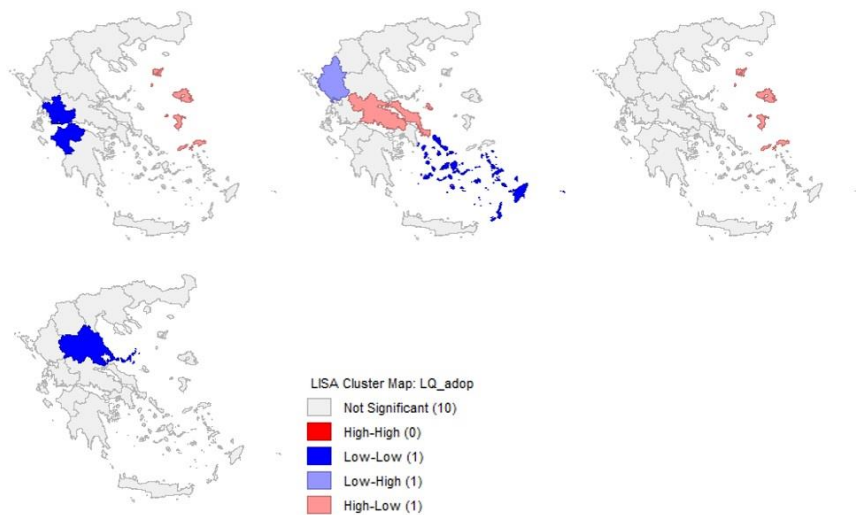 LISA Cluster Map: LQ_adop
Not Significant (10)
High-High (0)
Low-Low (1)
Low-High (1)
High-Low (1)